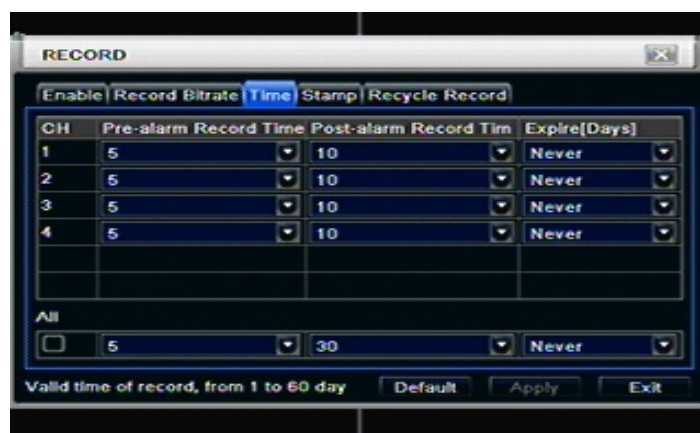 RECORD
Enable Record Bitrate Time Stamp Recycle Record
CH Pre-alarm Record Time Post-alarm Record Tim Expire[Days]
1 5 10 Never
2 5 10 Never
3 5 10 Never
4 5 10 Never
All
5 30 Never
Valid time of record, from 1 to 60 day Default Apply Exit